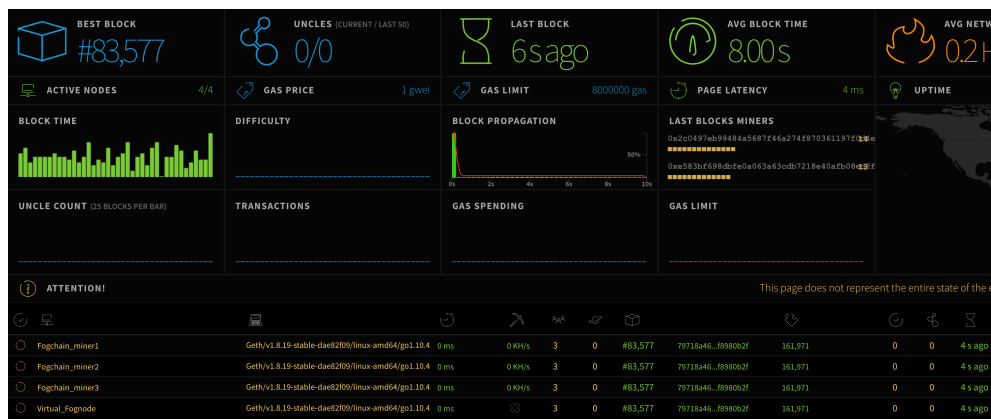 BEST BLOCK
#83,577
UNCLES (CURRENT / LAST 50)
0/0
LAST BLOCK
6 s ago
AVG BLOCK TIME
8.00 s
AVG NETW
0.2 H
ACTIVE NODES 4/4
GAS PRICE 1 gwei
GAS LIMIT 8000000 gas
PAGE LATENCY 4 ms
UPTIME
BLOCK TIME
DIFFICULTY
BLOCK PROPAGATION
50%
0s 2s 4s 6s 8s 10s
LAST BLOCKS MINERS
UNCLE COUNT (25 BLOCKS PER BAR)
TRANSACTIONS
GAS SPENDING
GAS LIMIT
ATTENTION! This page does not represent the entire state of the e
Fogchain_miner1 Geth/v1.8.19-stable-dae82f09/linux-amd64/go1.10.4 0 ms 0 KH/s 3 0 #83,577 79718a46...f8980b2f 161,971 0 0 4 s ago
Fogchain_miner2 Geth/v1.8.19-stable-dae82f09/linux-amd64/go1.10.4 0 ms 0 KH/s 3 0 #83,577 79718a46...f8980b2f 161,971 0 0 4 s ago
Fogchain_miner3 Geth/v1.8.19-stable-dae82f09/linux-amd64/go1.10.4 0 ms 0 KH/s 3 0 #83,577 79718a46...f8980b2f 161,971 0 0 4 s ago
Virtual_Fognode Geth/v1.8.19-stable-dae82f09/linux-amd64/go1.10.4 0 ms 3 0 #83,577 79718a46...f8980b2f 161,971 0 0 4 s ago